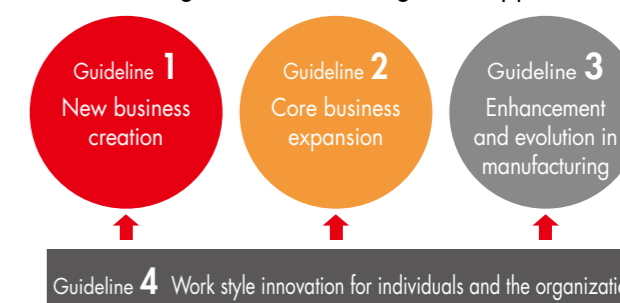 Guideline 1
New business
creation
Guideline 2
Core business
expansion
Guideline 3
Enhancement
and evolution in
manufacturing
Guideline 4 Work style innovation for individuals and the